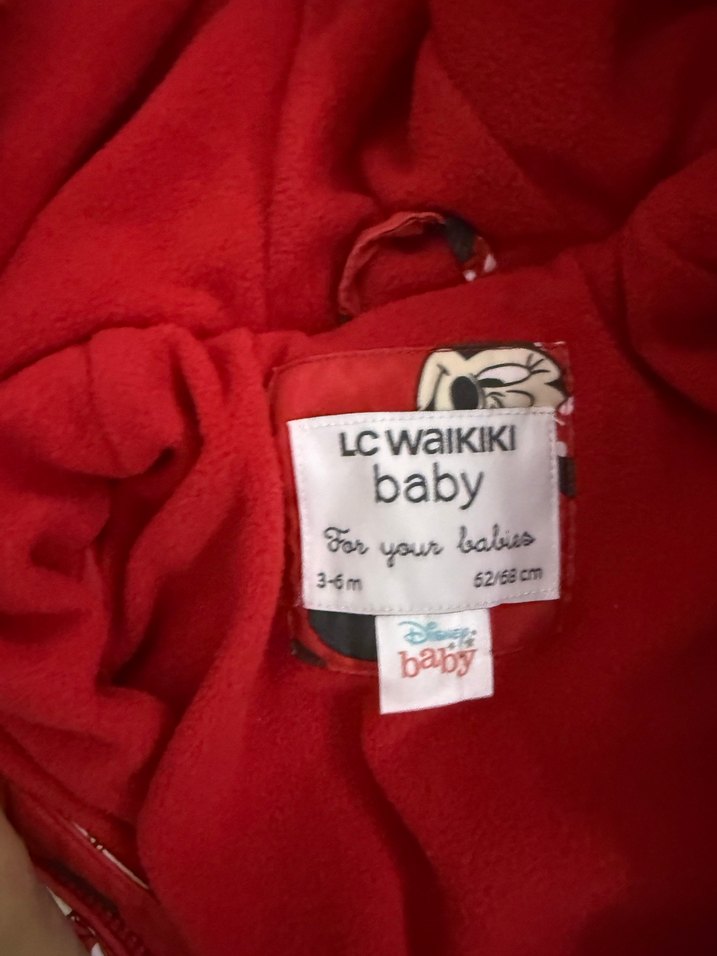 LC WAIKIKI
baby
For your babies
3-6 m 62/68 cm
Disney
baby